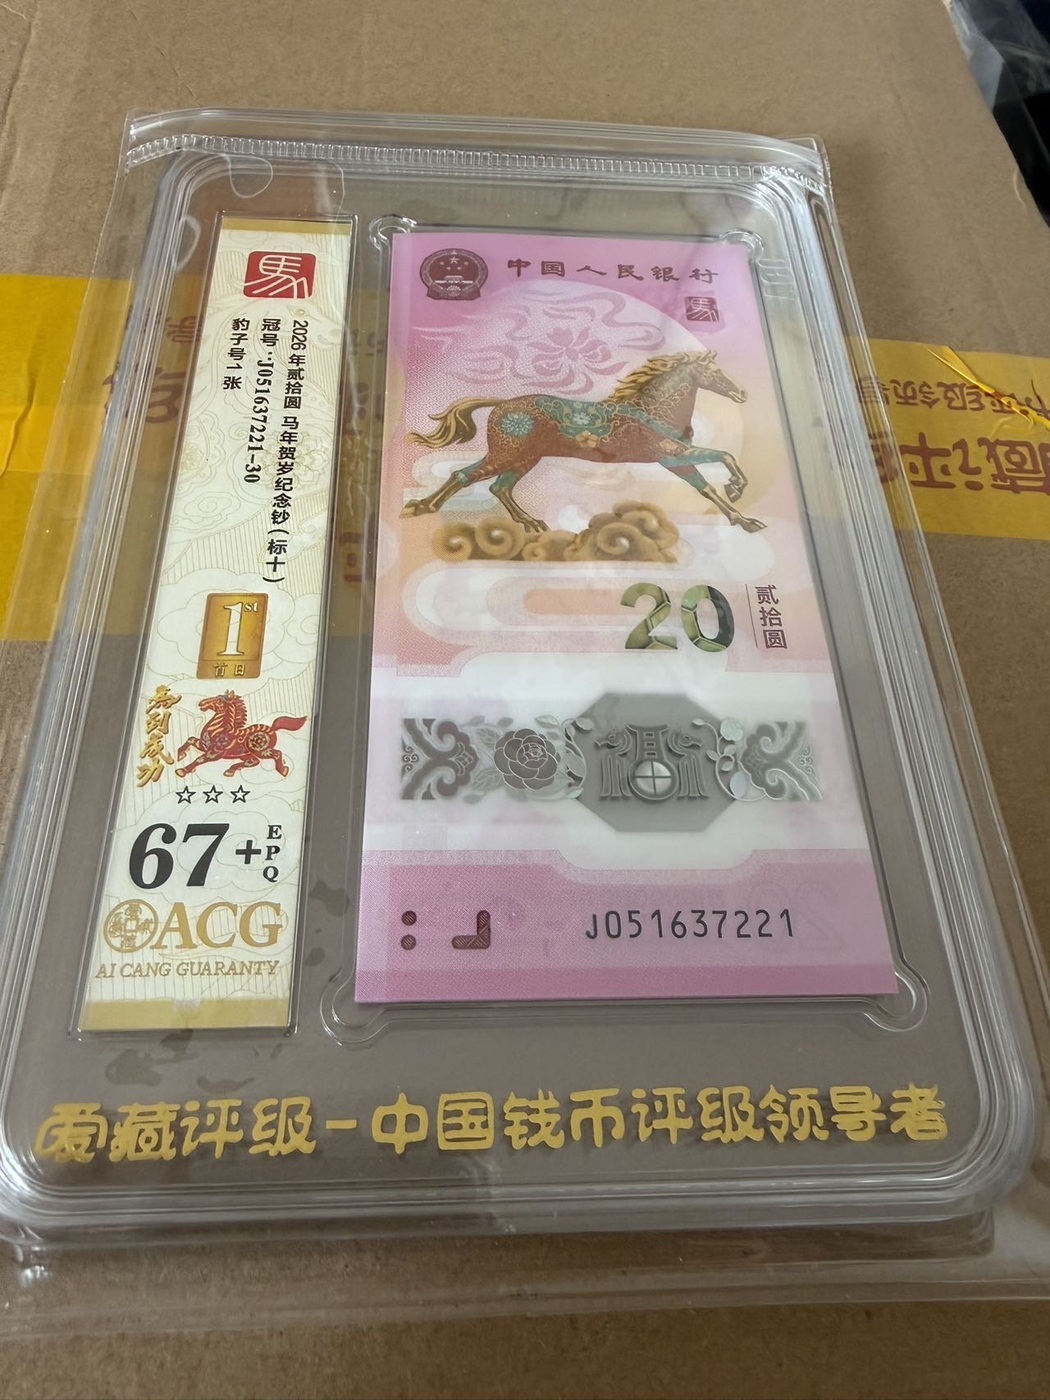 馬
2026年贰拾圆 马年贺岁纪念钞(标十)
冠号:J051637221-30
豹子号1张
1st
首日
馬到成功
67+
EPQ
ACG
AI CANG GUARANTY
中国人民银行
馬
20
贰拾圆
J051637221
爱藏评级-中国钱币评级领导者